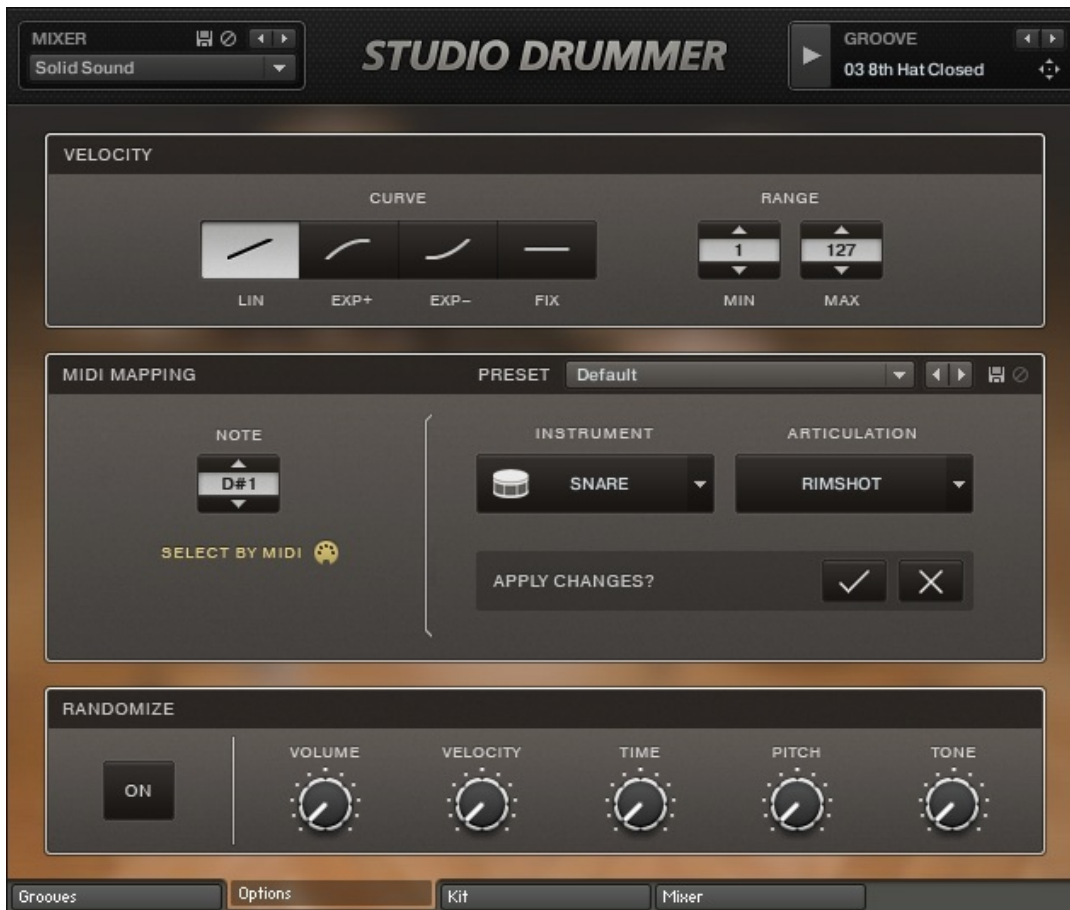 MIXER
Solid Sound
STUDIO DRUMMER
GROOVE
03 8th Hat Closed
VELOCITY
CURVE RANGE
1 127
LIN EXP+ EXP– FIX MIN MAX
MIDI MAPPING PRESET Default
NOTE INSTRUMENT ARTICULATION
D#1 SNARE RIMSHOT
SELECT BY MIDI
APPLY CHANGES?
RANDOMIZE
VOLUME VELOCITY TIME PITCH TONE
ON
Grooves Options Kit Mixer